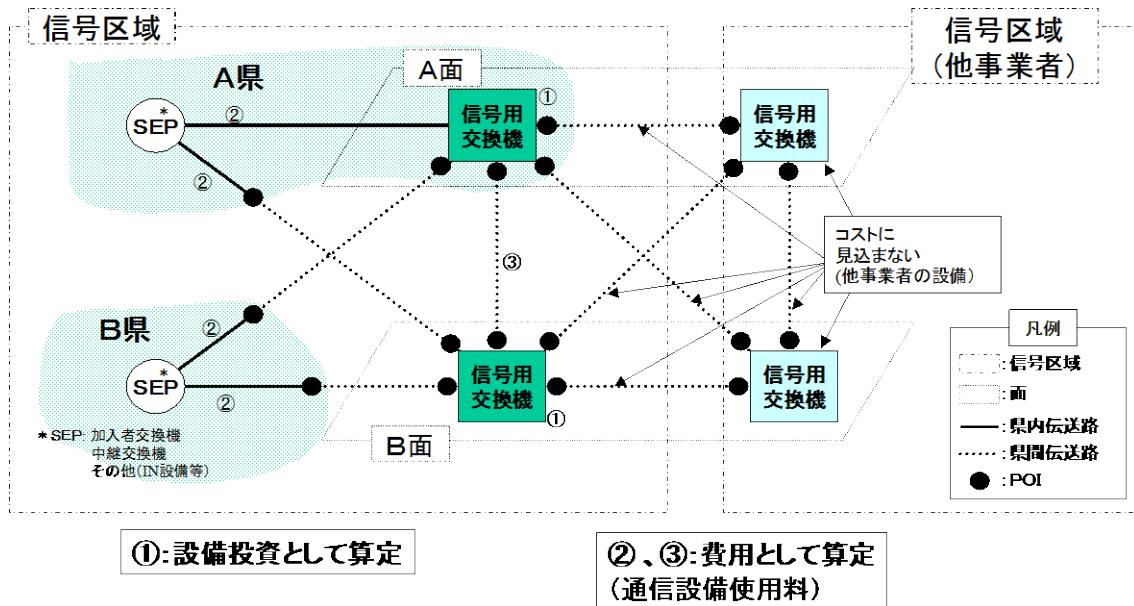 信号区域
信号区域
(他事業者)
A県
A面
*
SEP
②
②
信号用
交換機
①
信号用
交換機
③
コストに
見込まない
(他事業者の設備)
B県
*
SEP
②
②
信号用
交換機
①
信号用
交換機
B面
*SEP: 加入者交換機
中継交換機
その他(IN設備等)
凡例
:信号区域
:面
:県内伝送路
:県間伝送路
:POI
①:設備投資として算定
②、③:費用として算定
(通信設備使用料)